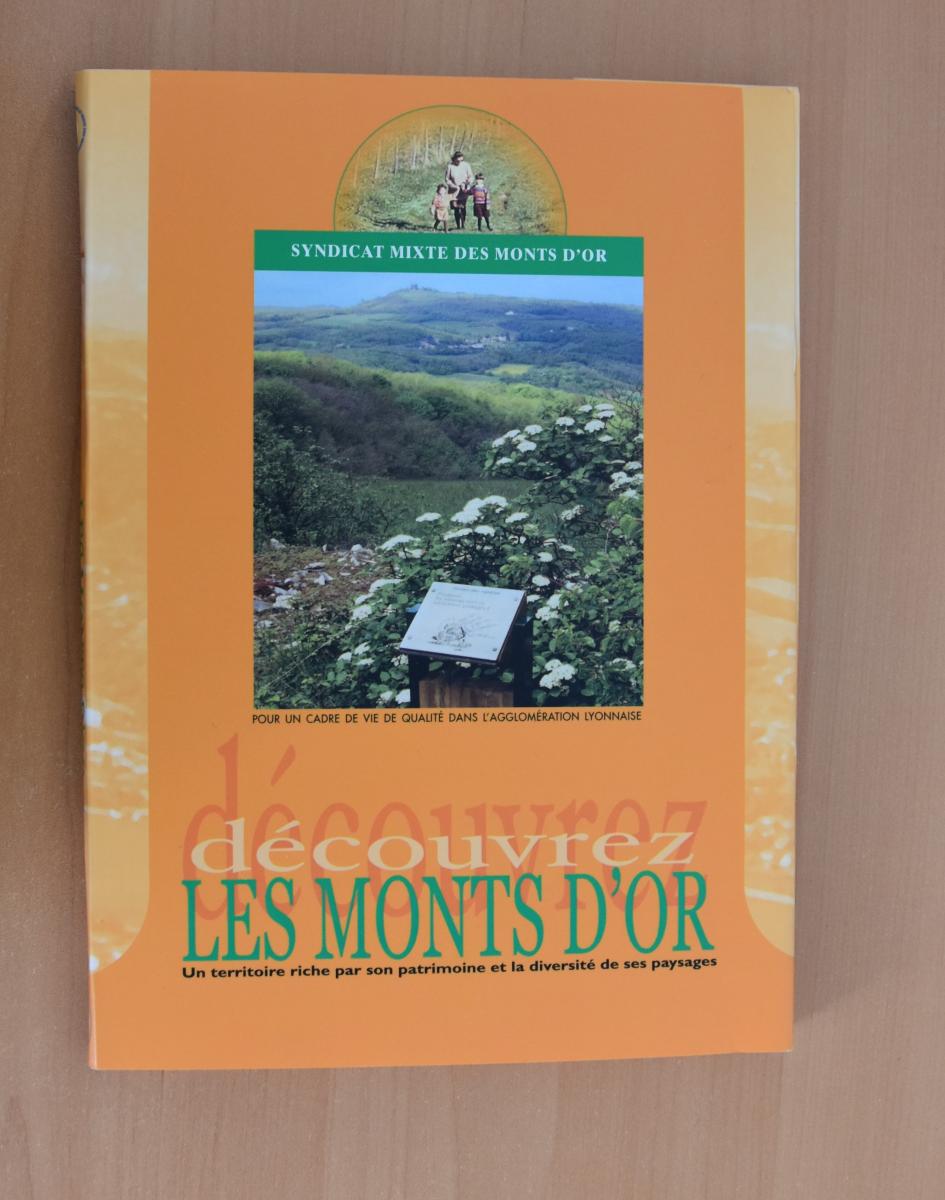 SYNDICAT MIXTE DES MONTS D'OR
POUR UN CADRE DE VIE DE QUALITÉ DANS L'AGGLOMÉRATION LYONNAISE
découvrez
découvrez
LES MONTS D'OR
Un territoire riche par son patrimoine et la diversité de ses paysages